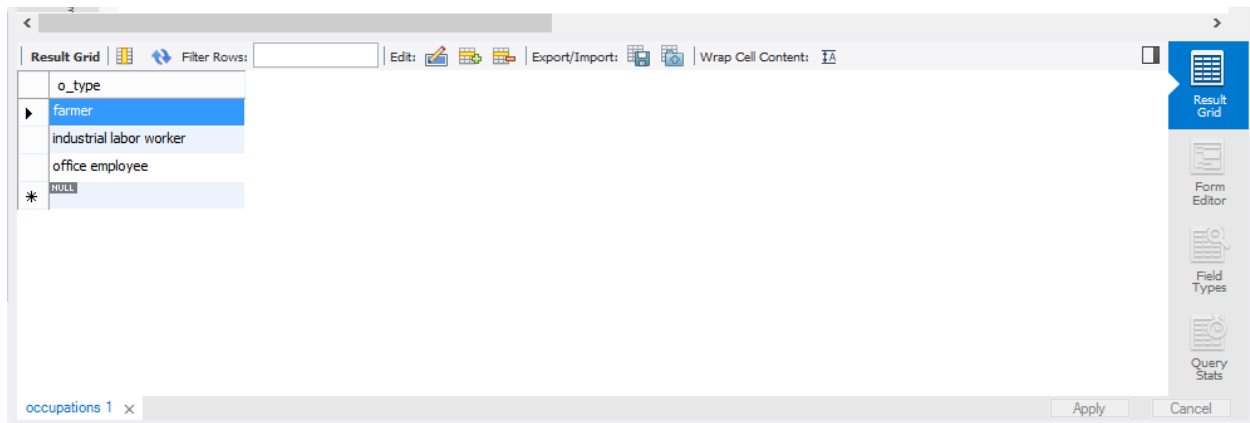 Result Grid Filter Rows: Edit: Export/Import: Wrap Cell Content:
o_type
farmer
industrial labor worker
office employee
NULL
Result
Grid
Form
Editor
Field
Types
Query
Stats
occupations 1
Apply Cancel